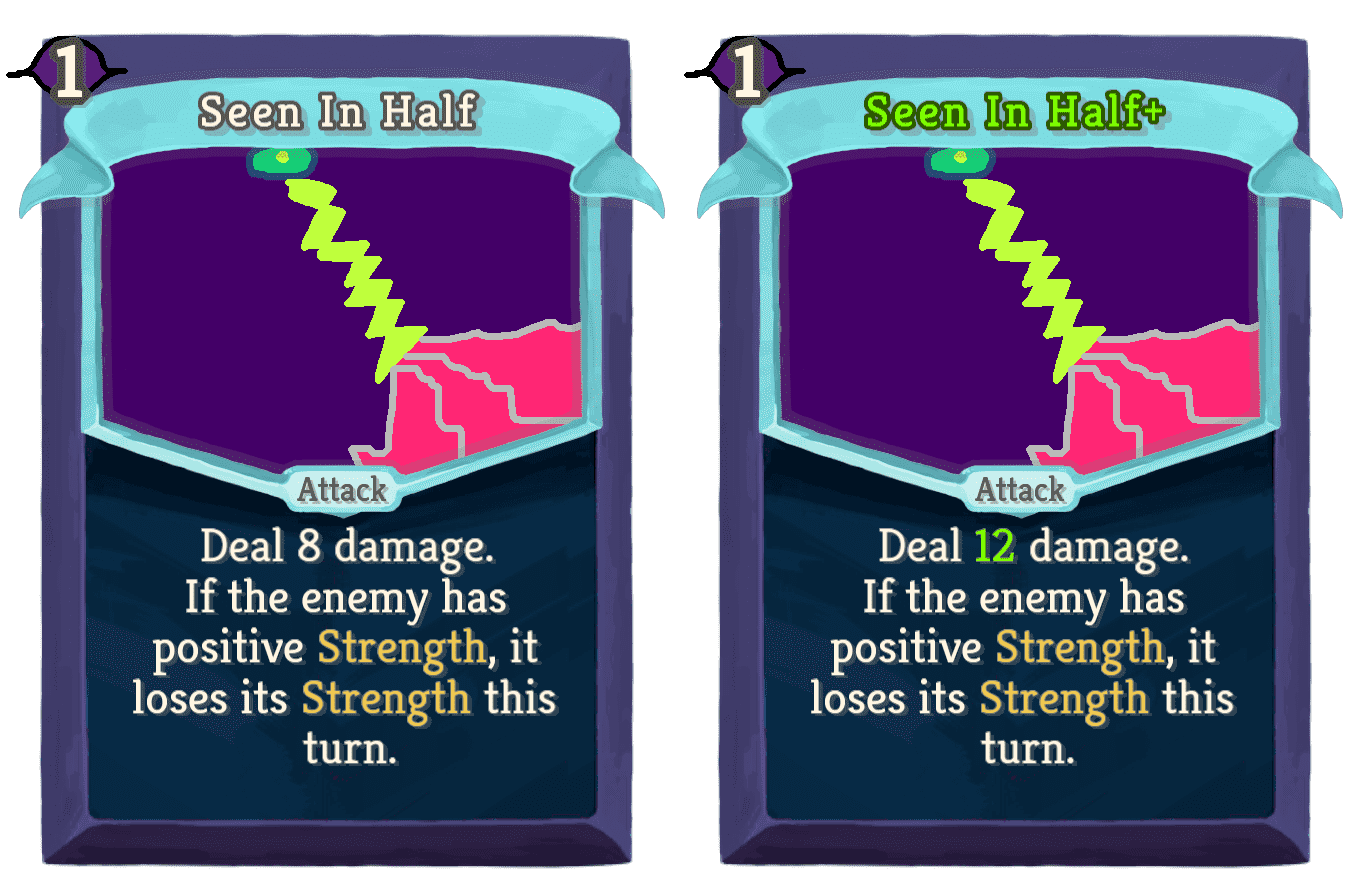 1
Seen In Half
Attack
Deal 8 damage.
If the enemy has
positive Strength, it
loses its Strength this
turn.
1
Seen In Half+
Attack
Deal 12 damage.
If the enemy has
positive Strength, it
loses its Strength this
turn.